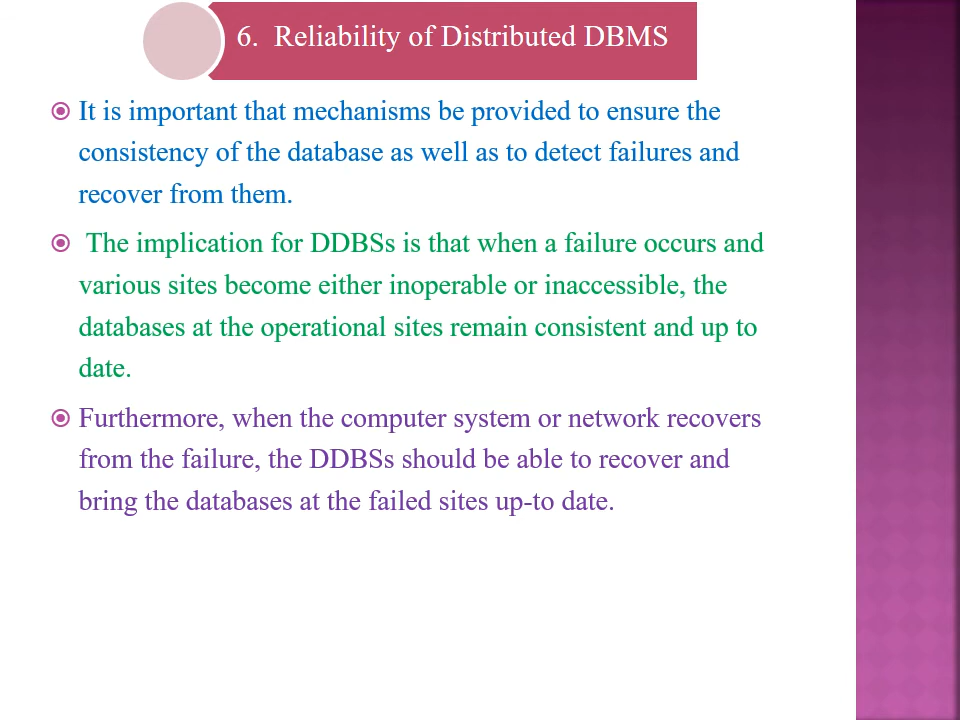 6. Reliability of Distributed DBMS
It is important that mechanisms be provided to ensure the
consistency of the database as well as to detect failures and
recover from them.
The implication for DDBSs is that when a failure occurs and
various sites become either inoperable or inaccessible, the
databases at the operational sites remain consistent and up to
date.
Furthermore, when the computer system or network recovers
from the failure, the DDBSs should be able to recover and
bring the databases at the failed sites up-to date.